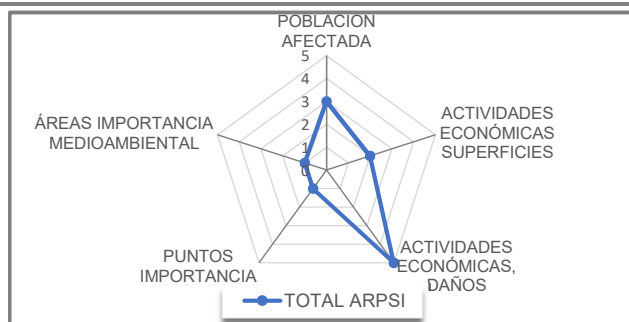 POBLACIÓN
AFECTADA
5
4
3
2
1
0
ACTIVIDADES
ECONÓMICAS
SUPERFICIES
ÁREAS IMPORTANCIA
MEDIOAMBIENTAL
ACTIVIDADES
ECONÓMICAS,
DAÑOS
PUNTOS
IMPORTANCIA
TOTAL ARPSI